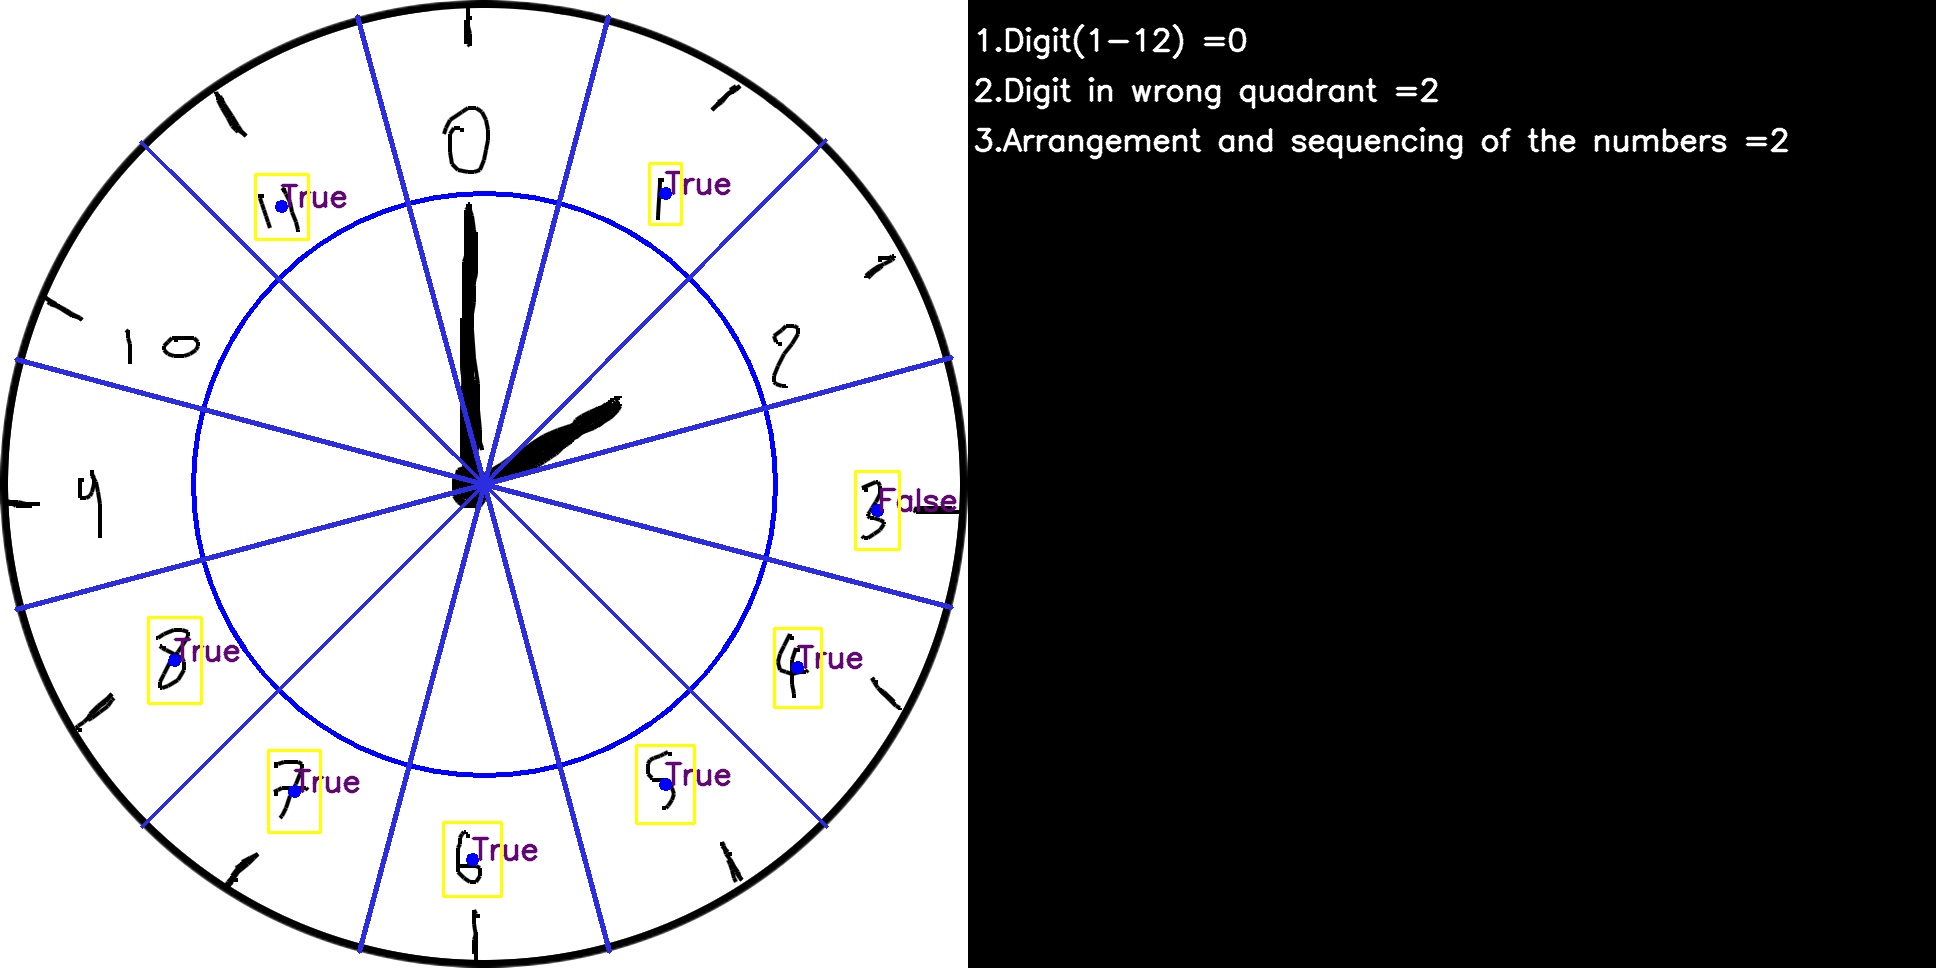 0
11 True
1 True
10
2
9
3 False
8 True
4 True
7 True
5 True
6 True
1.Digit(1-12) =0
2.Digit in wrong quadrant =2
3.Arrangement and sequencing of the numbers =2